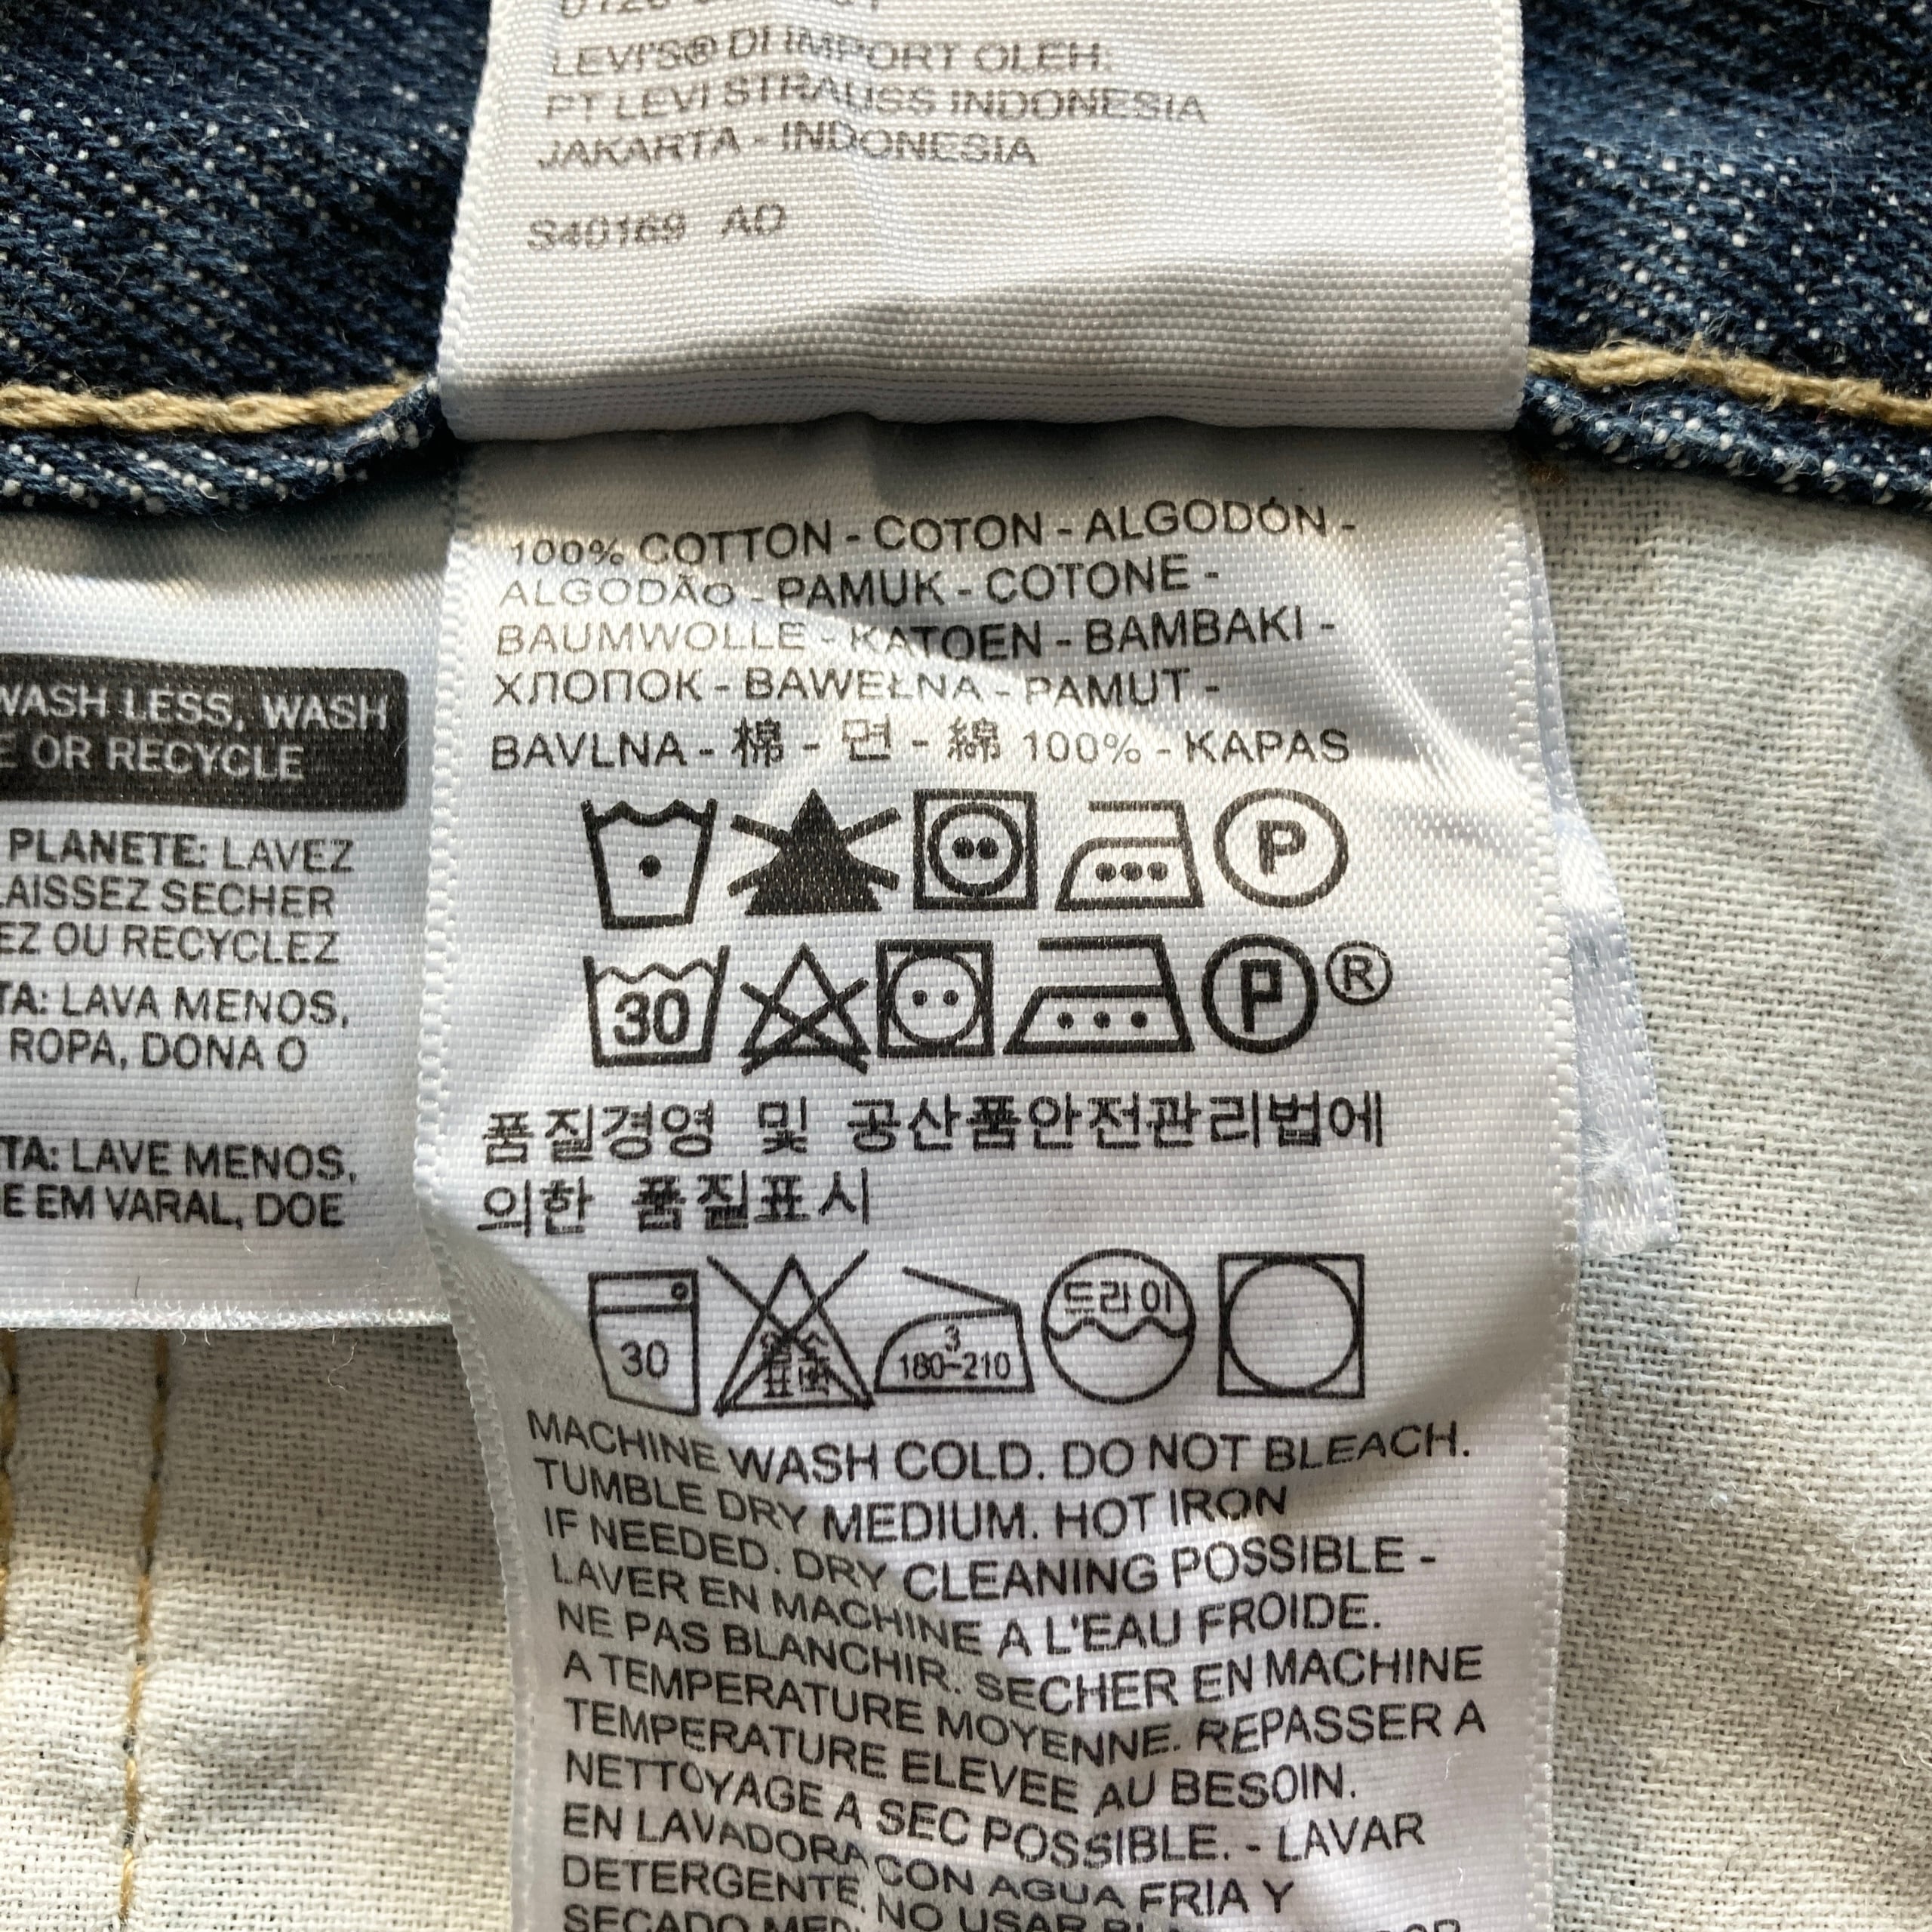 LEVI'S® DI IMPORT OLEH:
PT LEVI STRAUSS INDONESIA
JAKARTA - INDONESIA
S40169 AD
100% COTTON - COTON - ALGODÓN -
ALGODÃO - PAMUK - COTONE -
BAUMWOLLE - KATOEN - BAMBAKI -
ХЛОПОК - BAWEŁNA - PAMUT -
BAVLNA - 棉 - 면 - 綿 100% - KAPAS
P
30 P ®
품질경영 및 공산품안전관리법에
의한 품질표시
30 3 180-210 드라이
MACHINE WASH COLD. DO NOT BLEACH.
TUMBLE DRY MEDIUM. HOT IRON
IF NEEDED. DRY CLEANING POSSIBLE -
LAVER EN MACHINE A L'EAU FROIDE.
NE PAS BLANCHIR. SECHER EN MACHINE
A TEMPERATURE MOYENNE. REPASSER A
TEMPERATURE ELEVEE AU BESOIN.
NETTOYAGE A SEC POSSIBLE. - LAVAR
EN LAVADORA CON AGUA FRIA Y
DETERGENTE. NO USAR
SECADO
WASH LESS, WASH
OR RECYCLE
PLANETE: LAVEZ
LAISSEZ SECHER
OU RECYCLEZ
LAVA MENOS,
ROPA, DONA O
LAVE MENOS,
EM VARAL, DOE